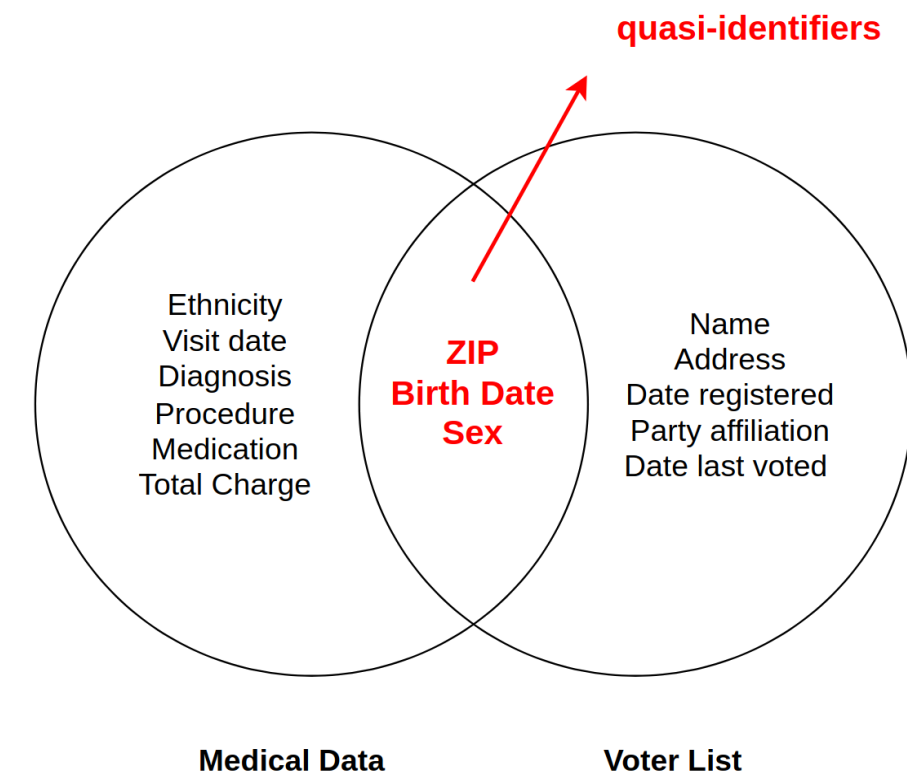 quasi-identifiers
Ethnicity
Visit date
Diagnosis
Procedure
Medication
Total Charge
ZIP
Birth Date
Sex
Name
Address
Date registered
Party affiliation
Date last voted
Medical Data
Voter List